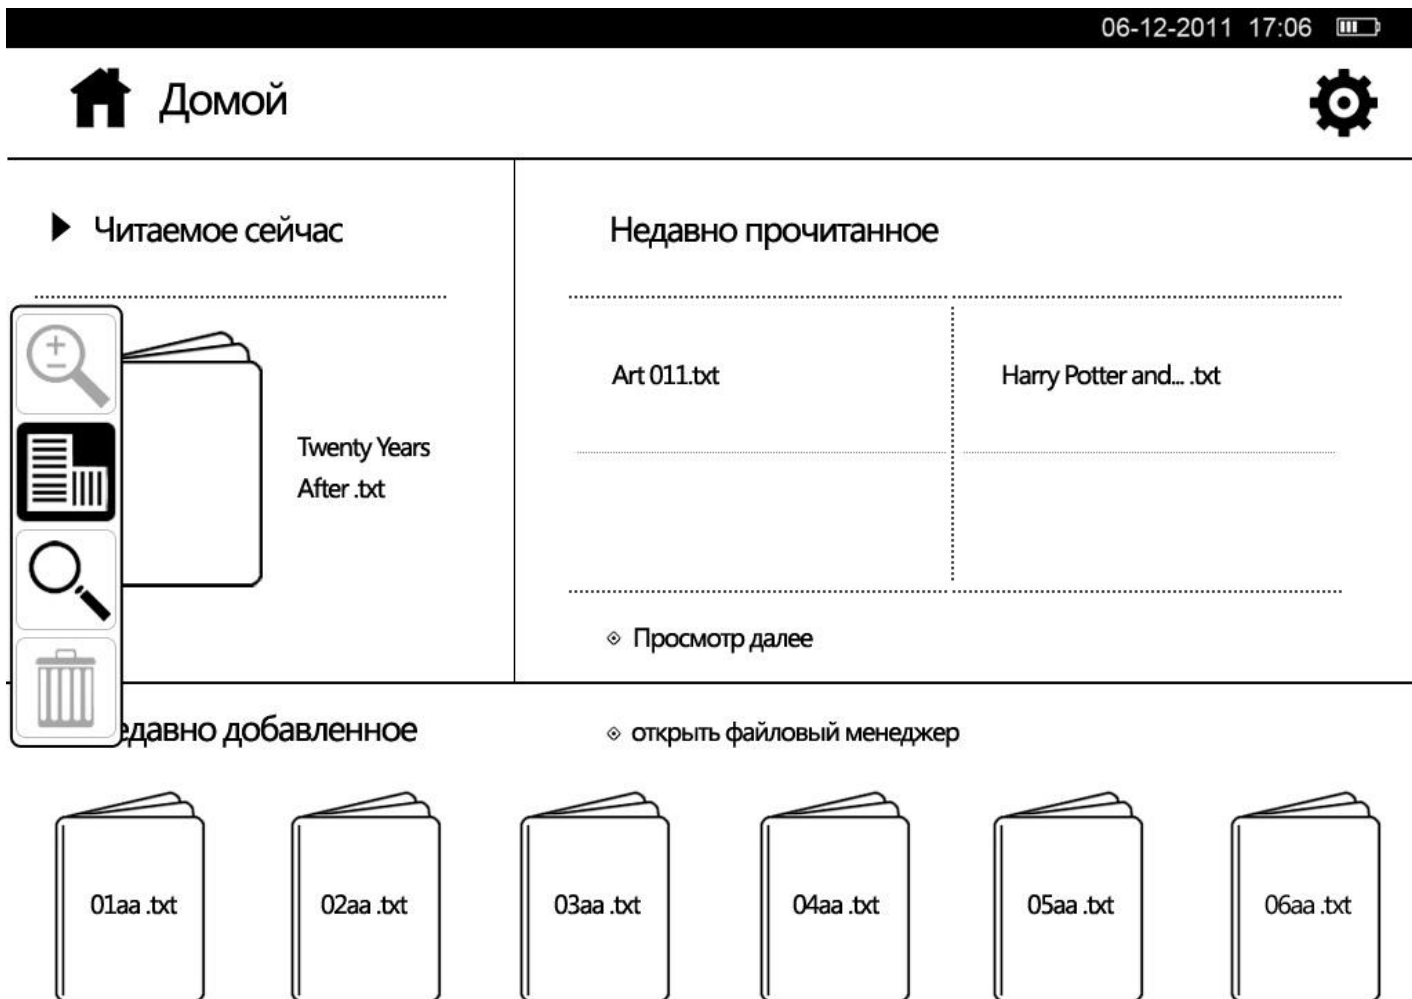 06-12-2011 17:06
Домой
Читаемое сейчас
Недавно прочитанное
Twenty Years
After .txt
Art 011.txt
Harry Potter and... .txt
Просмотр далее
едавно добавленное
открыть файловый менеджер
01aa .txt
02aa .txt
03aa .txt
04aa .txt
05aa .txt
06aa .txt